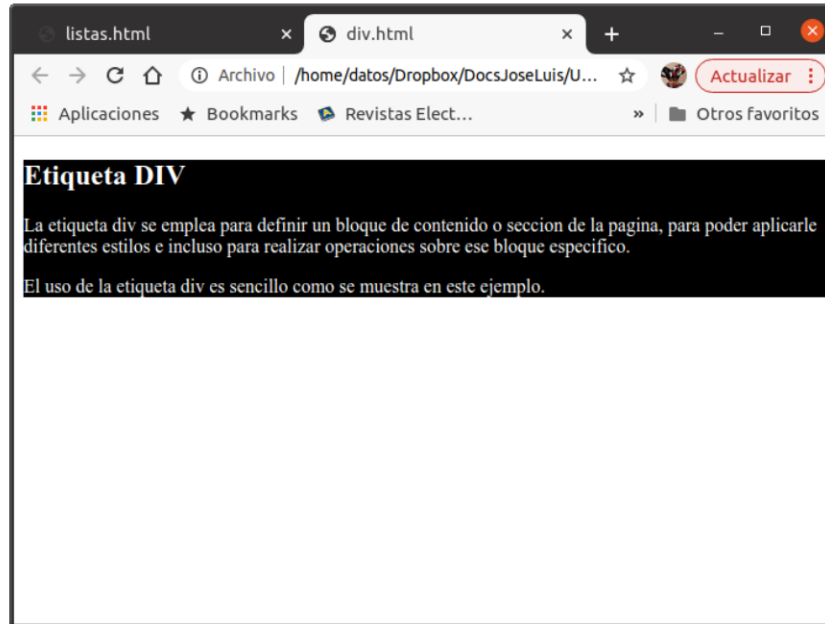 listas.html
div.html
Archivo /home/datos/Dropbox/DocsJoseLuis/U...
Actualizar
Aplicaciones
Bookmarks
Revistas Elect...
»
Otros favoritos
Etiqueta DIV
La etiqueta div se emplea para definir un bloque de contenido o seccion de la pagina, para poder aplicarle
diferentes estilos e incluso para realizar operaciones sobre ese bloque especifico.
El uso de la etiqueta div es sencillo como se muestra en este ejemplo.